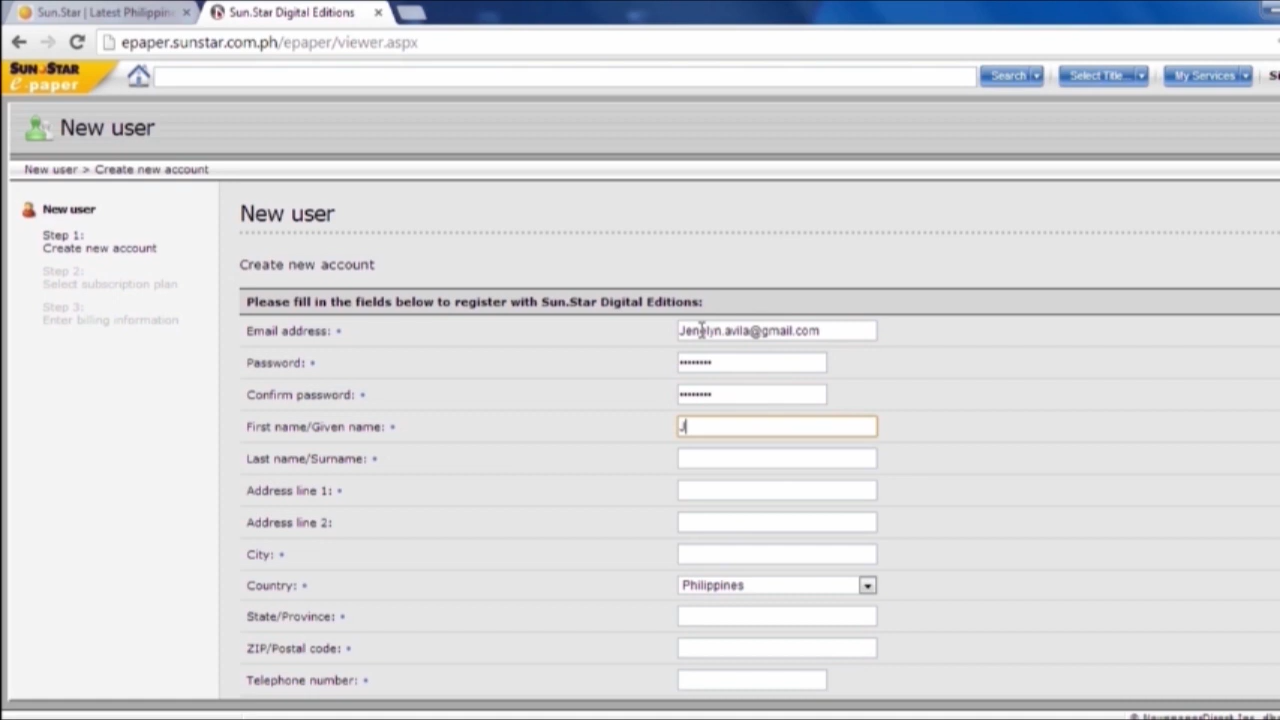 Sun.Star | Latest Philippin
Sun.Star Digital Editions
epaper.sunstar.com.ph/epaper/viewer.aspx
SUN STAR
e-paper
Search
Select Title...
My Services
New user
New user > Create new account
New user
Step 1:
Create new account
Step 2:
Select subscription plan
Step 3:
Enter billing information
New user
Create new account
Please fill in the fields below to register with Sun.Star Digital Editions:
Email address: * Jenelyn.avila@gmail.com
Password: * ••••••••
Confirm password: * ••••••••
First name/Given name: * J
Last name/Surname: *
Address line 1: *
Address line 2:
City: *
Country: * Philippines
State/Province: *
ZIP/Postal code: *
Telephone number: *